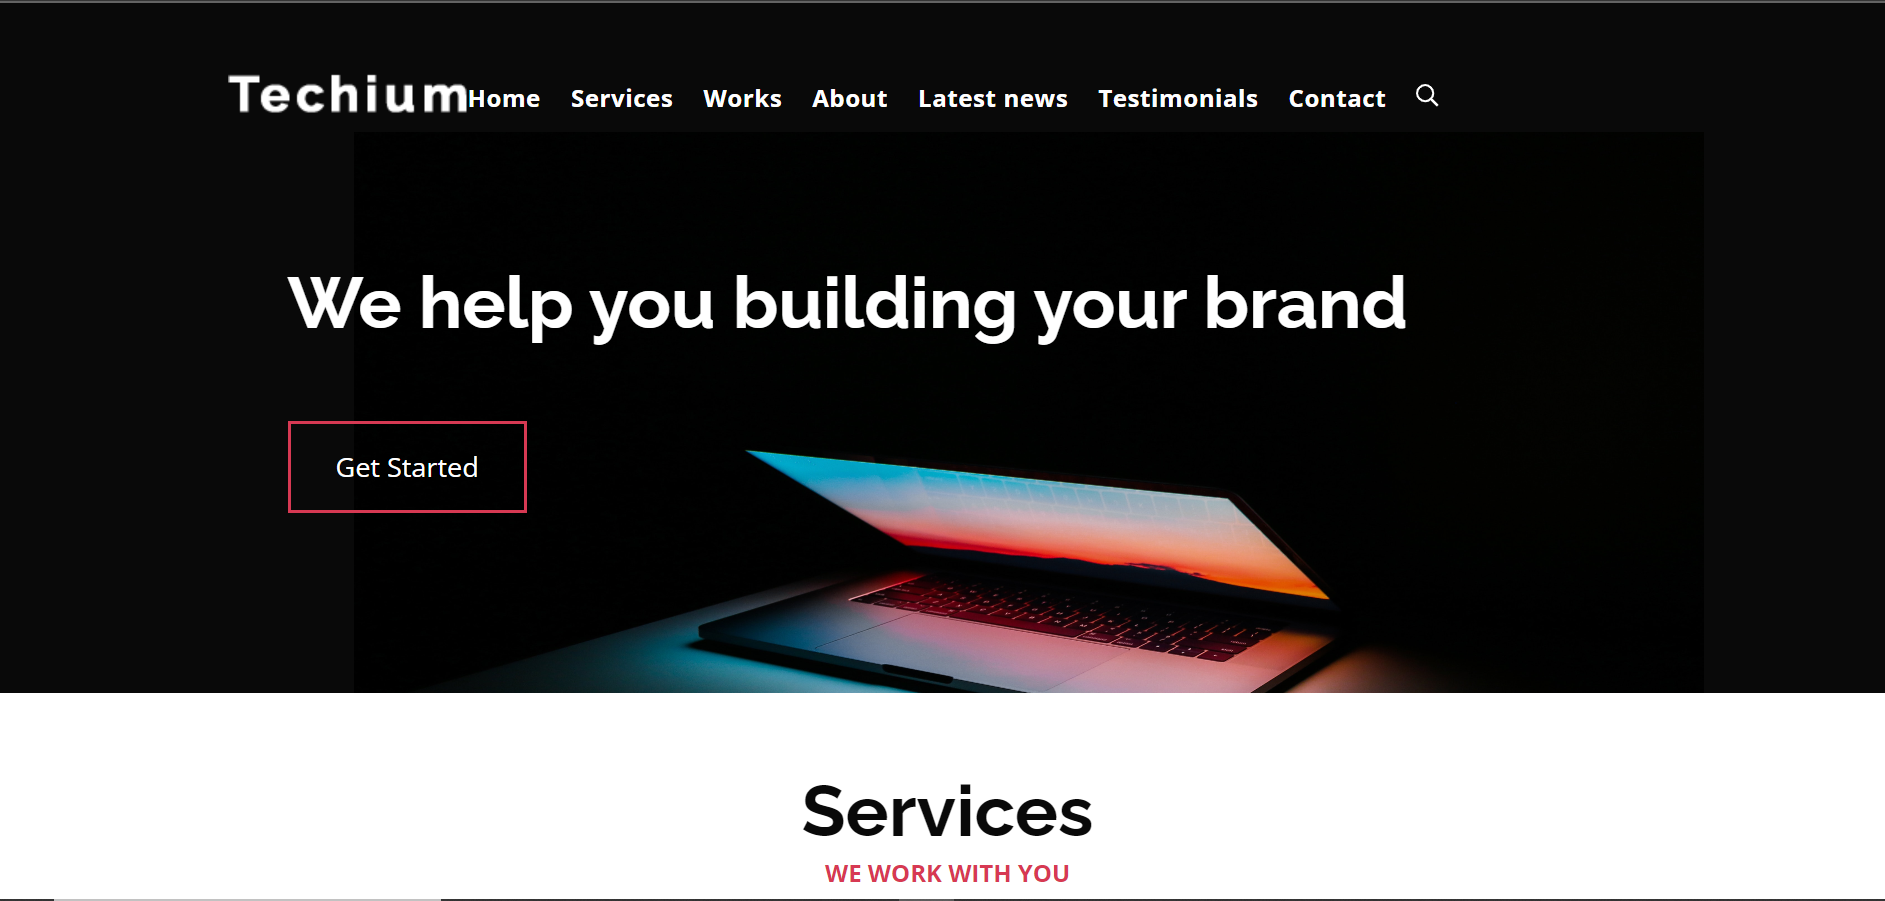 Techium Home Services Works About Latest news Testimonials Contact
We help you building your brand
Get Started
Services
WE WORK WITH YOU